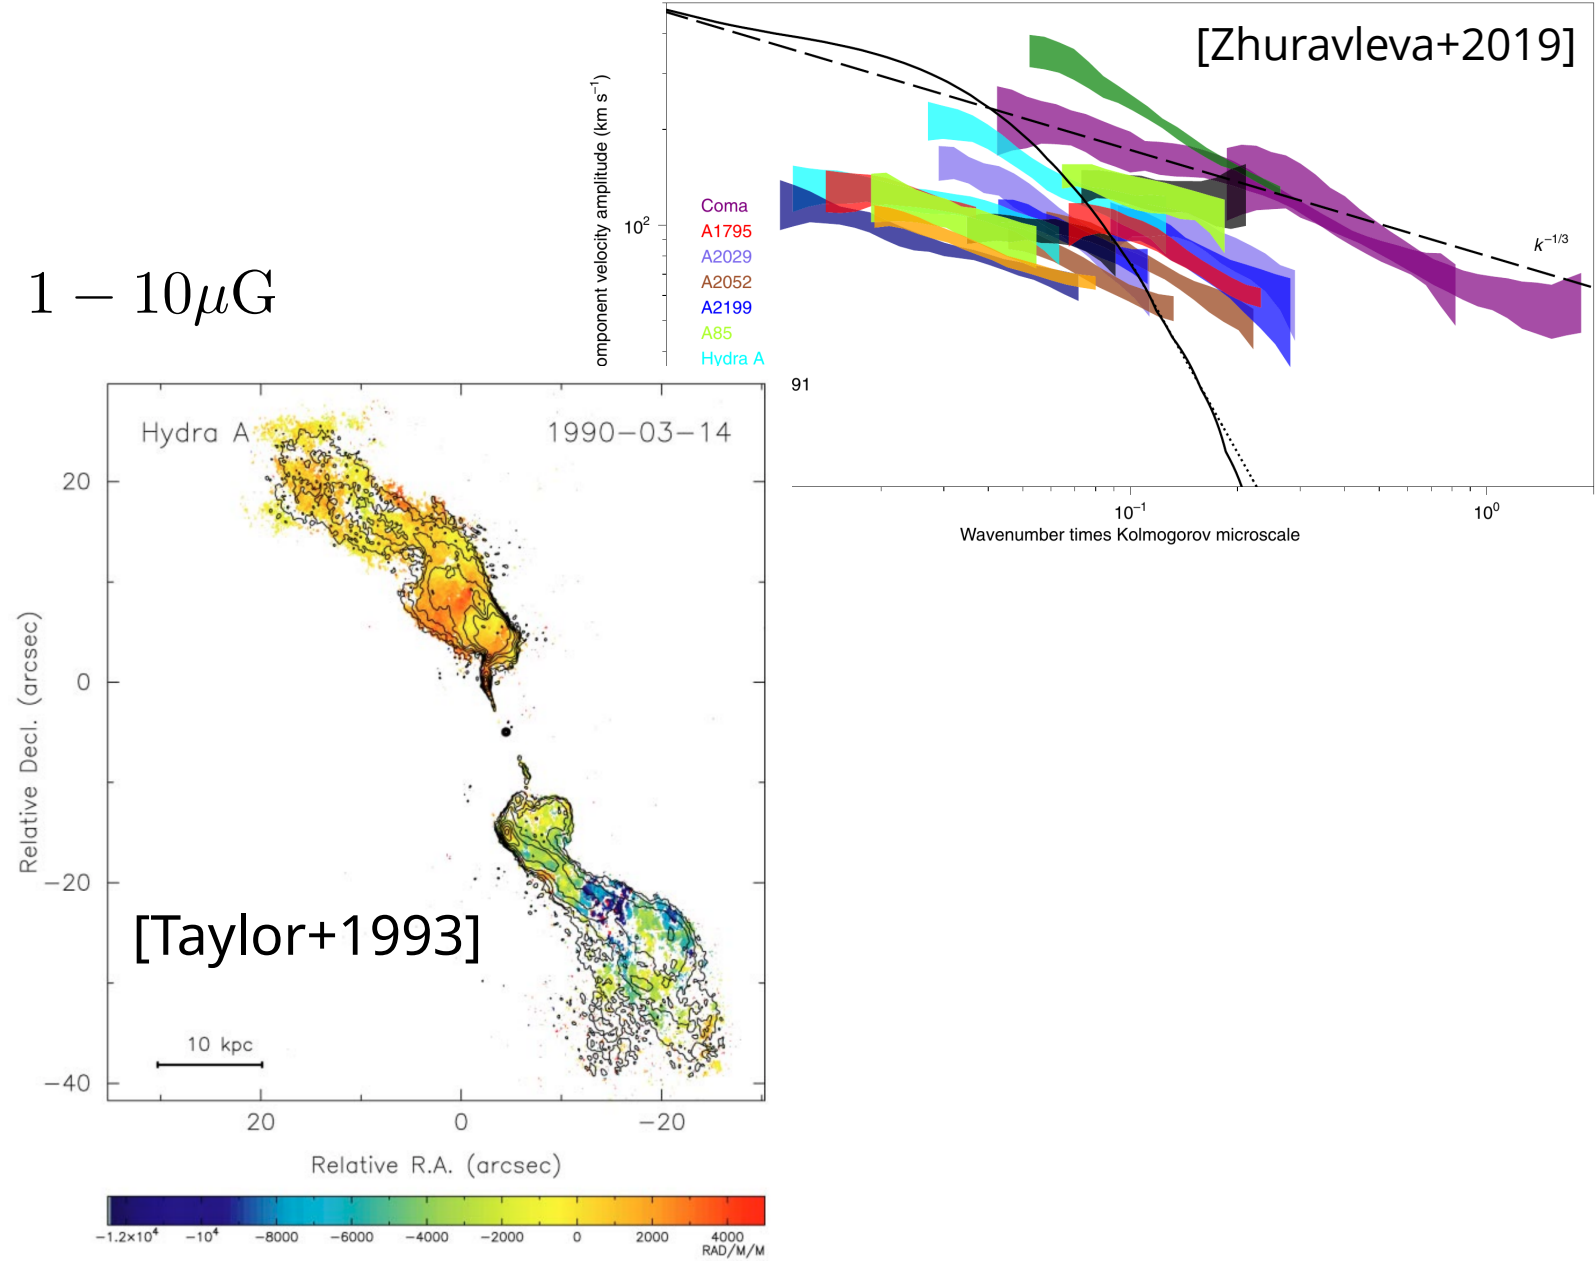 [Zhuravleva+2019]
omponent velocity amplitude (km s⁻¹)
10²
Coma
A1795
A2029
A2052
A2199
A85
Hydra A
k⁻¹/³
91
10⁻¹
10⁰
Wavenumber times Kolmogorov microscale
1 − 10μG
Hydra A
1990−03−14
Relative Decl. (arcsec)
20
0
−20
−40
[Taylor+1993]
10 kpc
20
0
−20
Relative R.A. (arcsec)
−1.2×10⁴
−10⁴
−8000
−6000
−4000
−2000
0
2000
4000
RAD/M/M